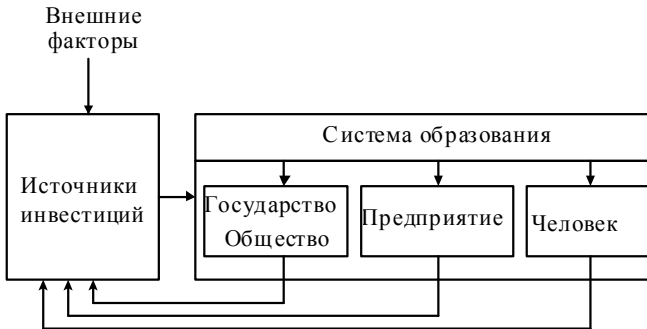 Внешние
факторы
Система образования
Источники
инвестиций
Государство
Общество
Предприятие
Человек